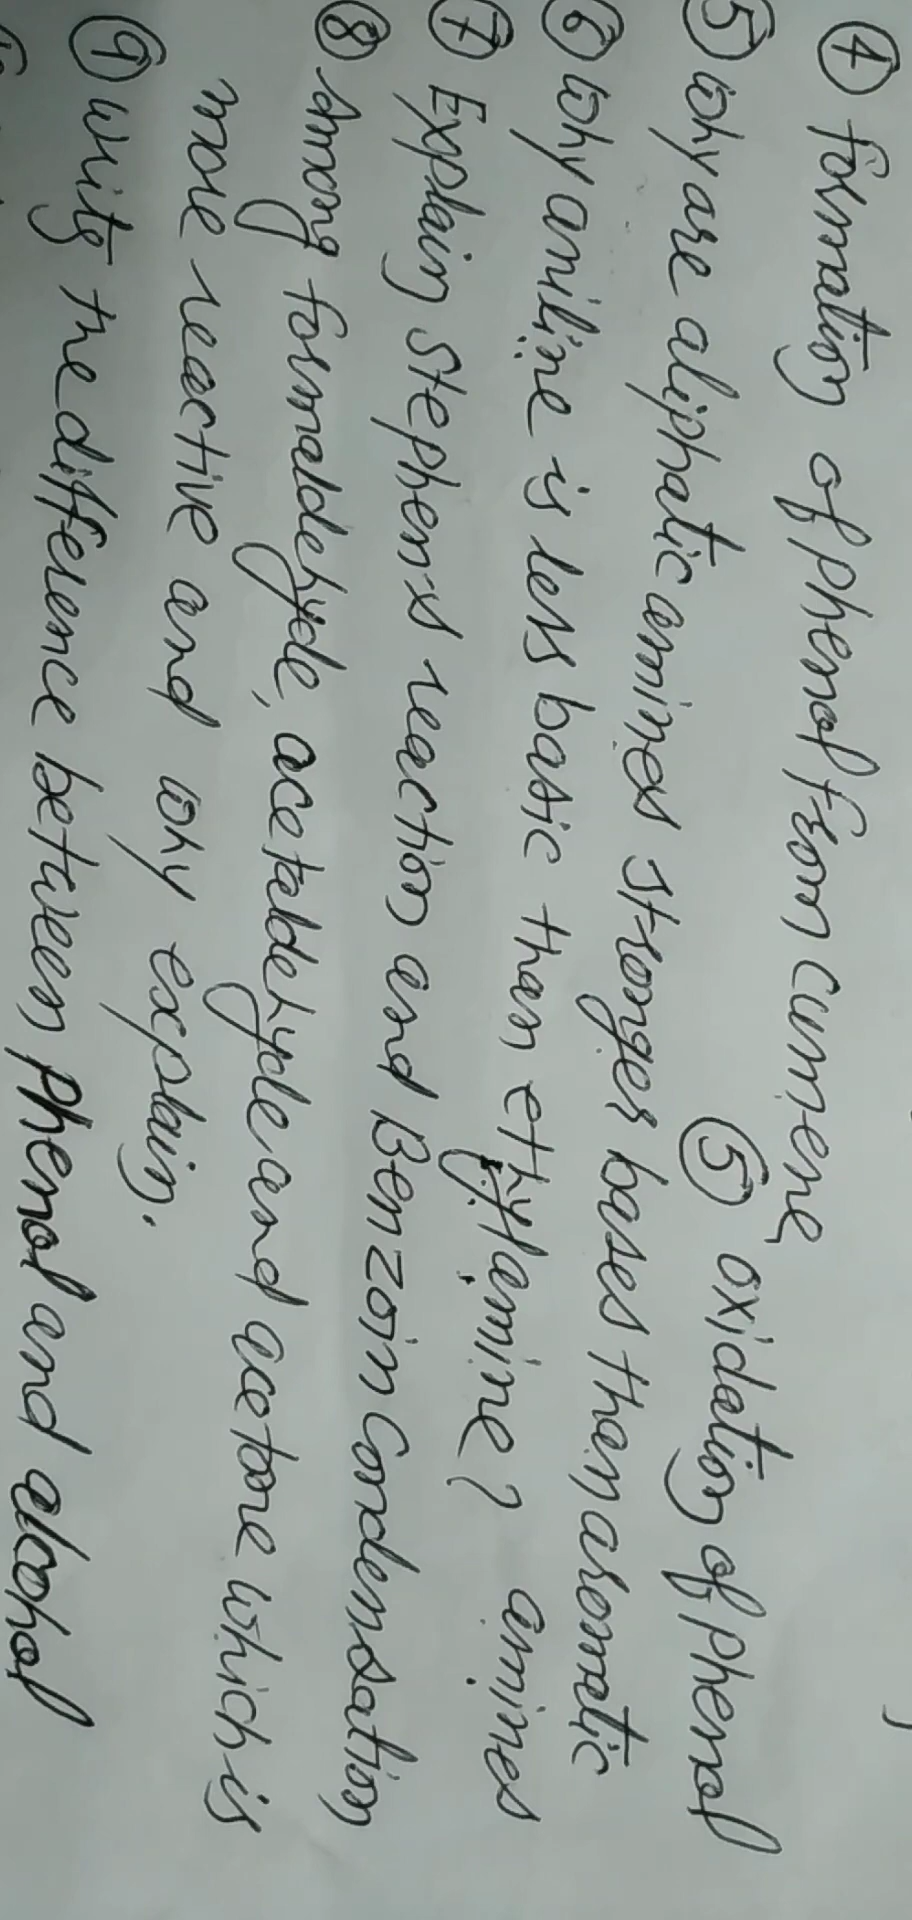 ④ formation of phenol from cumene
⑤ oxidation of phenol
⑤ why are aliphatic amines stronger bases than aromatic
amines
⑥ why aniline is less basic than ethylamine?
⑦ Explain stephen's reaction and Benzoin Condensation
⑧ Among formaldehyde, acetaldehyde and acetone which is
more reactive and why explain.
⑨ write the difference between phenol and alcohol